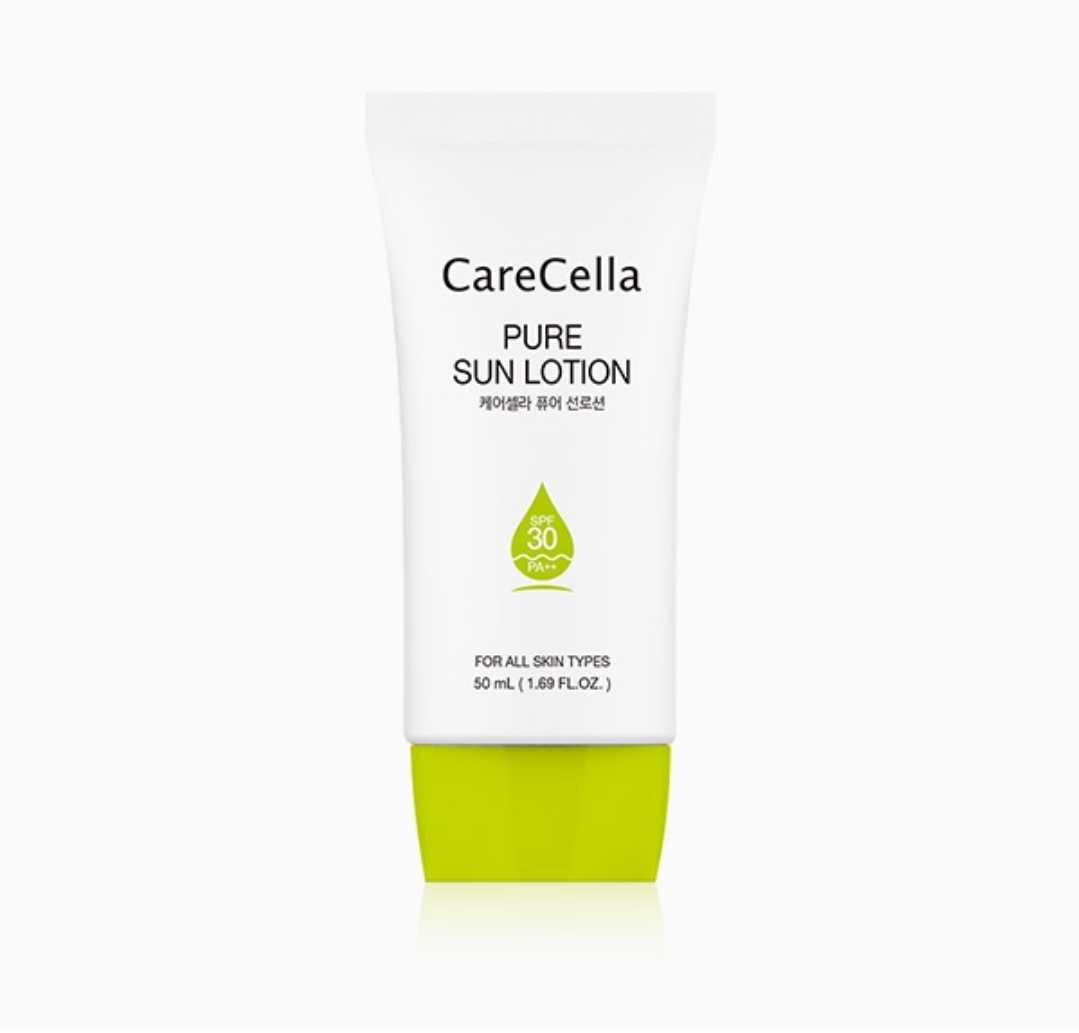 CareCella
PURE
SUN LOTION
케어셀라 퓨어 선로션
SPF
30
PA++
FOR ALL SKIN TYPES
50 mL ( 1.69 FL.OZ. )